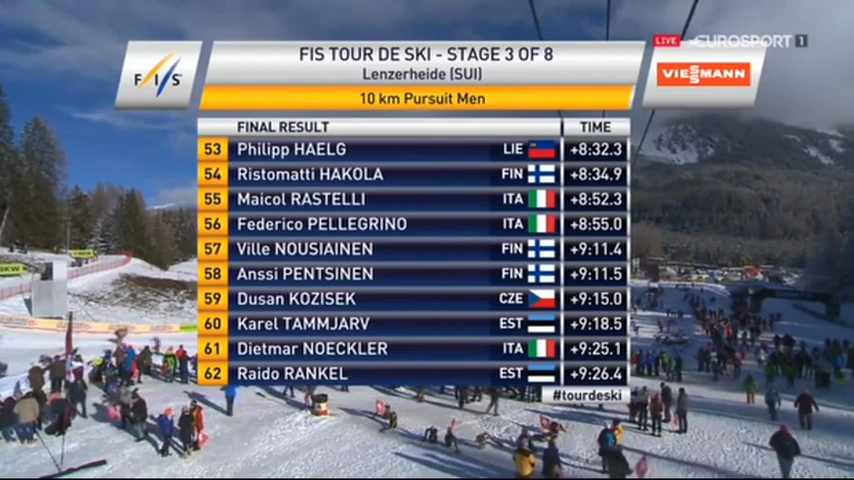 FIS TOUR DE SKI - STAGE 3 OF 8
LIVE EUROSPORT 1
Lenzerheide (SUI)
FIS
VIESSMANN
10 km Pursuit Men
FINAL RESULT TIME
53 Philipp HAELG LIE +8:32.3
54 Ristomatti HAKOLA FIN +8:34.9
55 Maicol RASTELLI ITA +8:52.3
56 Federico PELLEGRINO ITA +8:55.0
57 Ville NOUSIAINEN FIN +9:11.4
58 Anssi PENTSINEN FIN +9:11.5
59 Dusan KOZISEK CZE +9:15.0
60 Karel TAMMJARV EST +9:18.5
61 Dietmar NOECKLER ITA +9:25.1
62 Raido RANKEL EST +9:26.4
#tourdeski
BKW